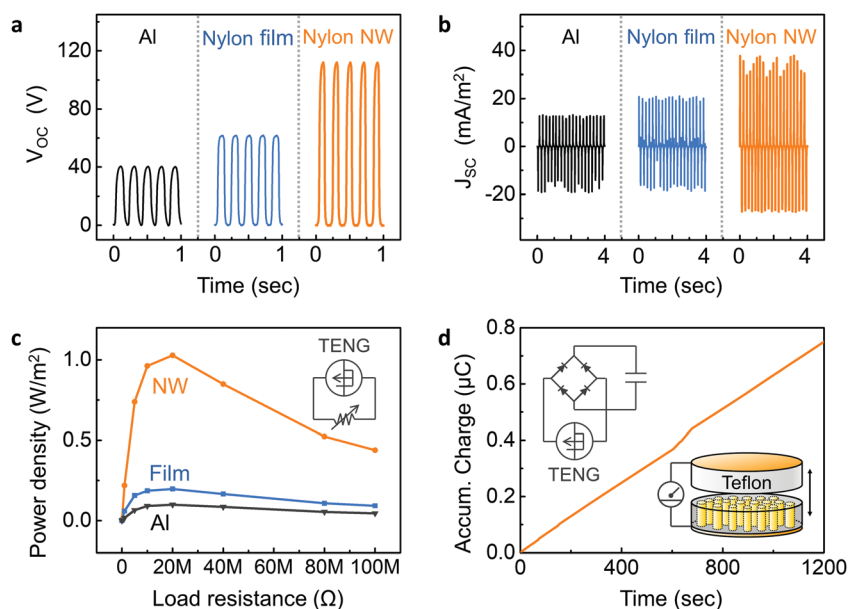 a
Al
Nylon film
Nylon NW
120
80
40
0
V_OC (V)
0 1
0 1
0 1
Time (sec)
b
Al
Nylon film
Nylon NW
40
20
0
-20
J_SC (mA/m²)
0 4
0 4
0 4
Time (sec)
c
1.0
0.5
0.0
Power density (W/m²)
NW
Film
Al
TENG
0 20M 40M 60M 80M 100M
Load resistance (Ω)
d
0.8
0.6
0.4
0.2
0.0
Accum. Charge (μC)
TENG
Teflon
0 400 800 1200
Time (sec)